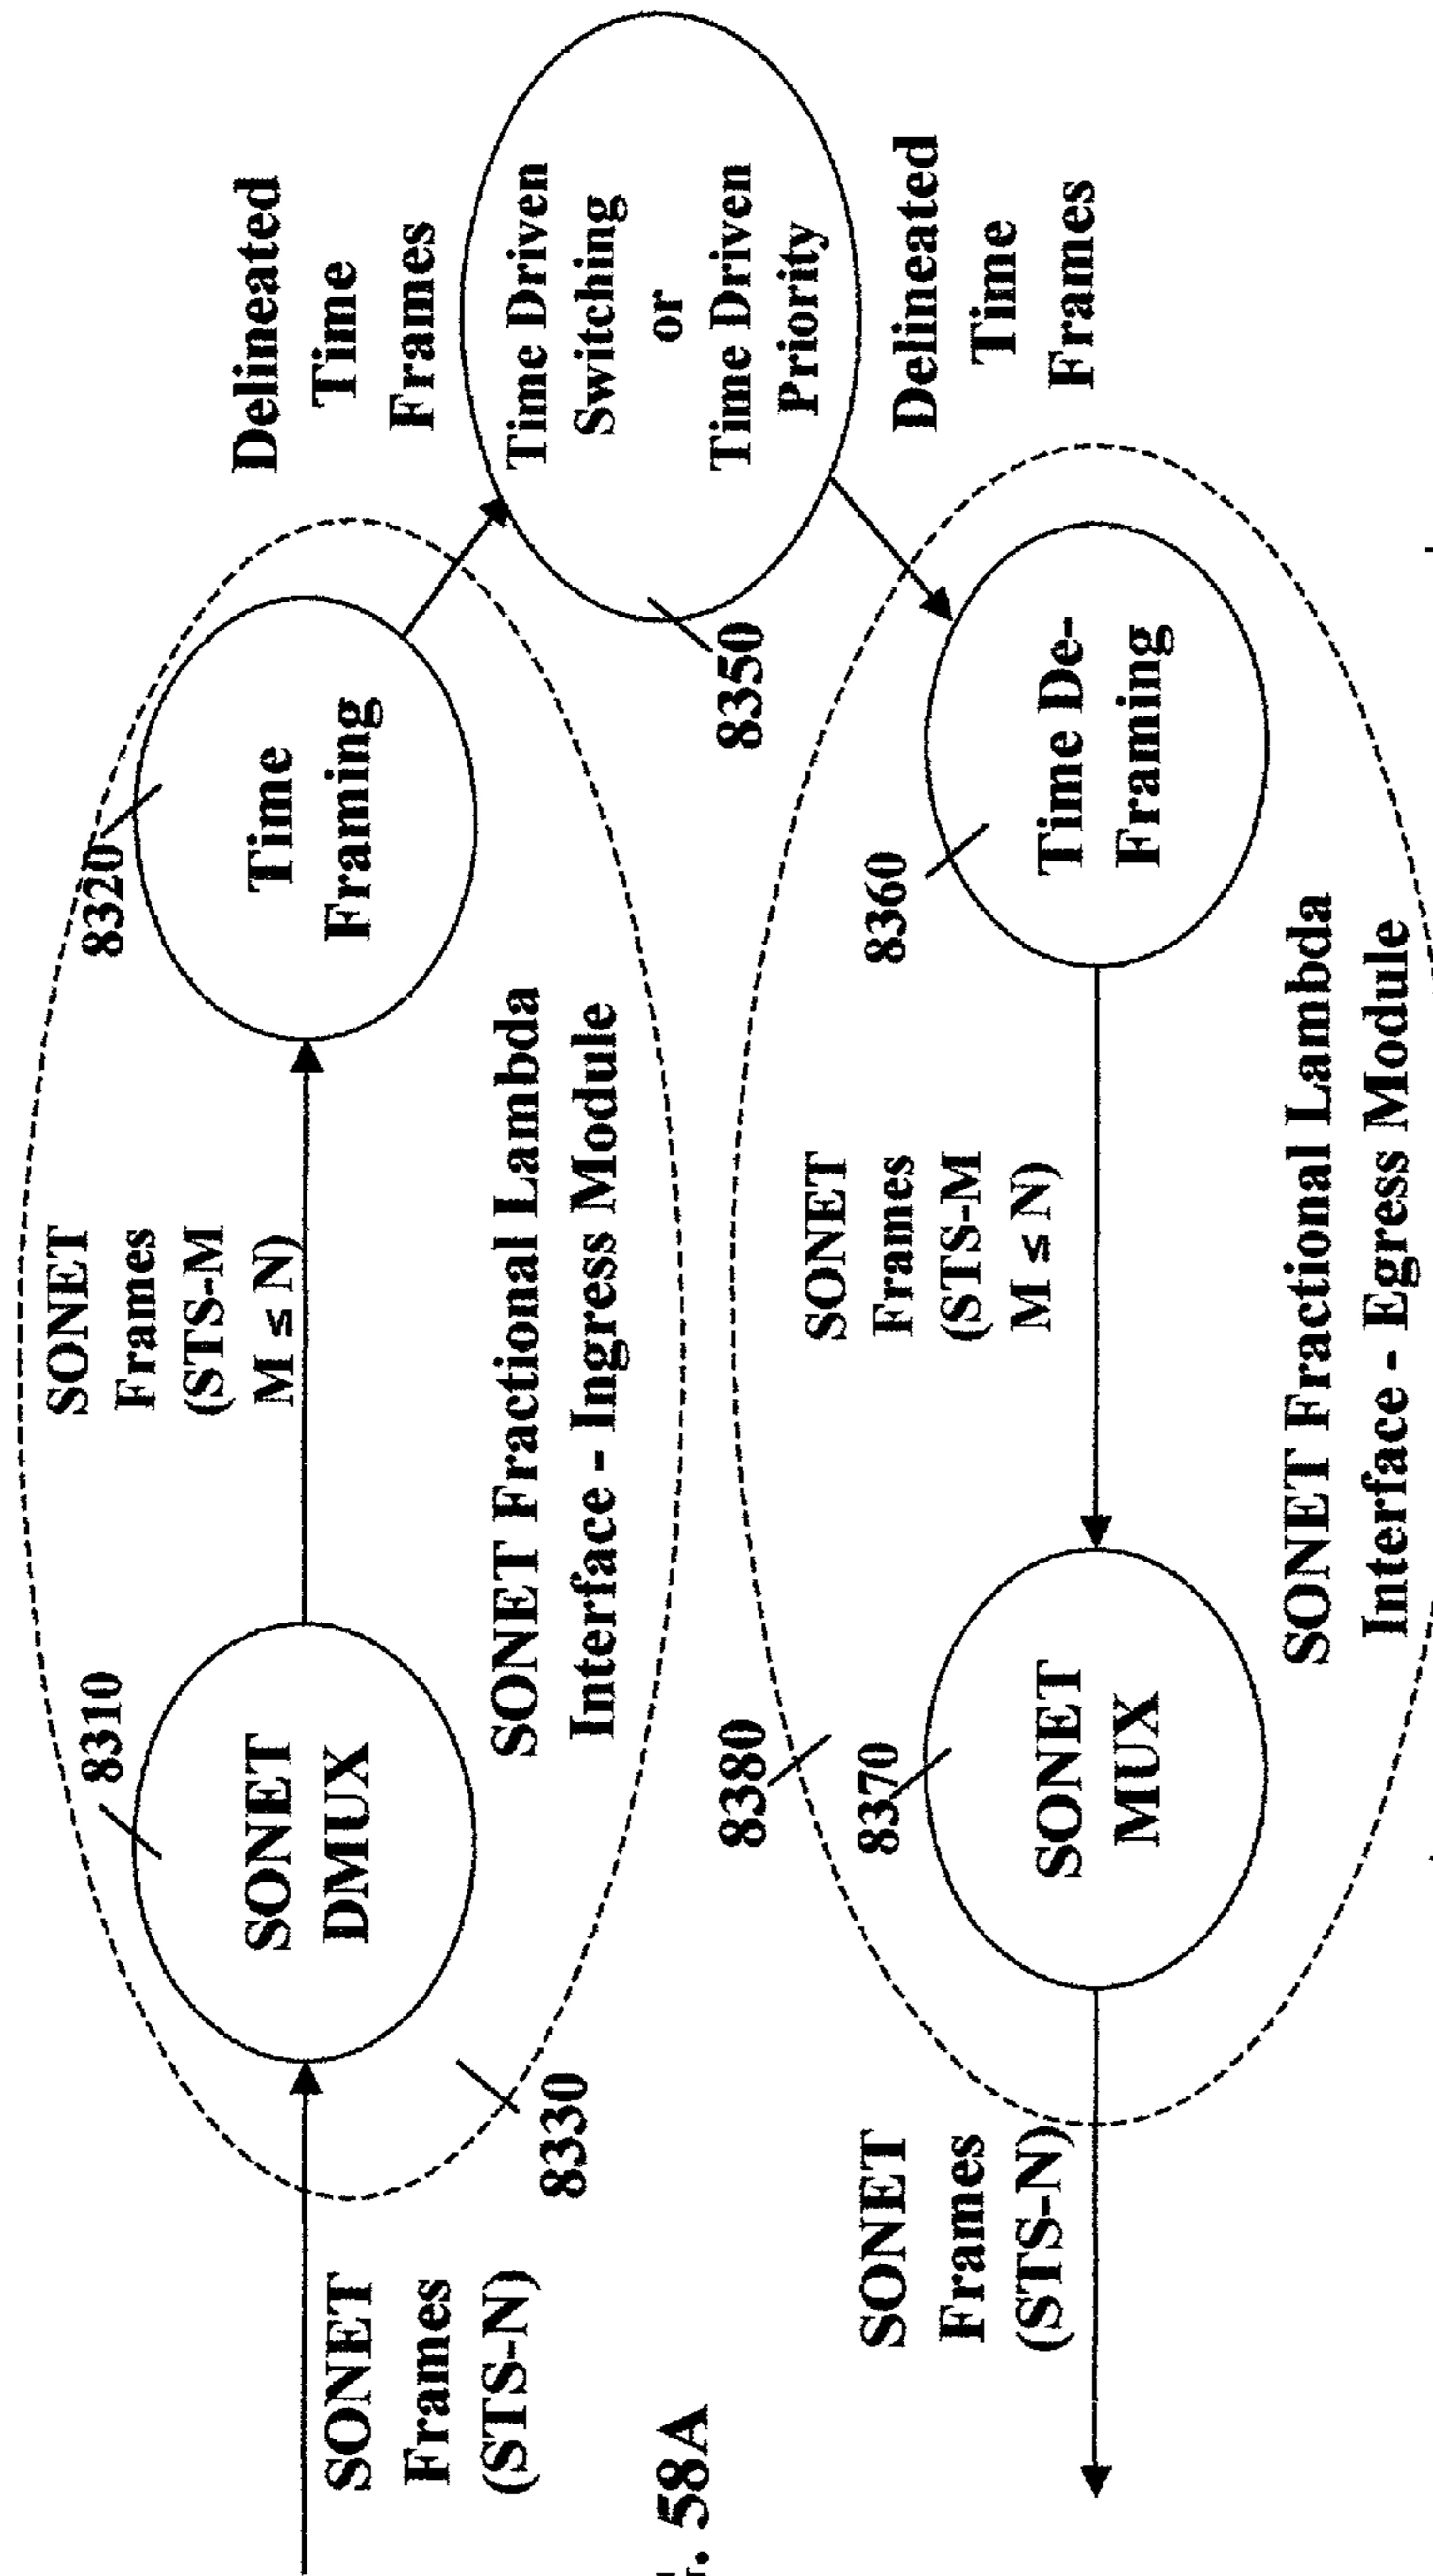 SONET
Frames
(STS-N)
8330
8310
SONET
DMUX
SONET
Frames
(STS-M
M ≤ N)
SONET Fractional Lambda
Interface - Ingress Module
8320
Time
Framing
Delineated
Time
Frames
8350
Time Driven
Switching
or
Time Driven
Priority
Delineated
Time
Frames
8360
Time De-
Framing
SONET
Frames
(STS-M
M ≤ N)
8380
8370
SONET
MUX
SONET Fractional Lambda
Interface - Egress Module
SONET
Frames
(STS-N)
58A